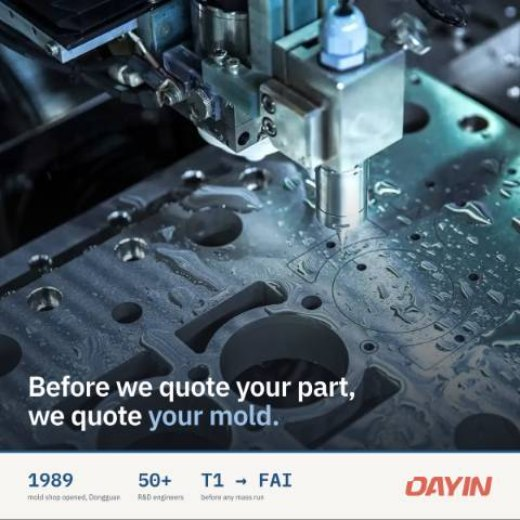 Before we quote your part,
we quote your mold.
1989
mold shop opened, Dongguan
50+
R&D engineers
T1 → FAI
before any mass run
DAYIN